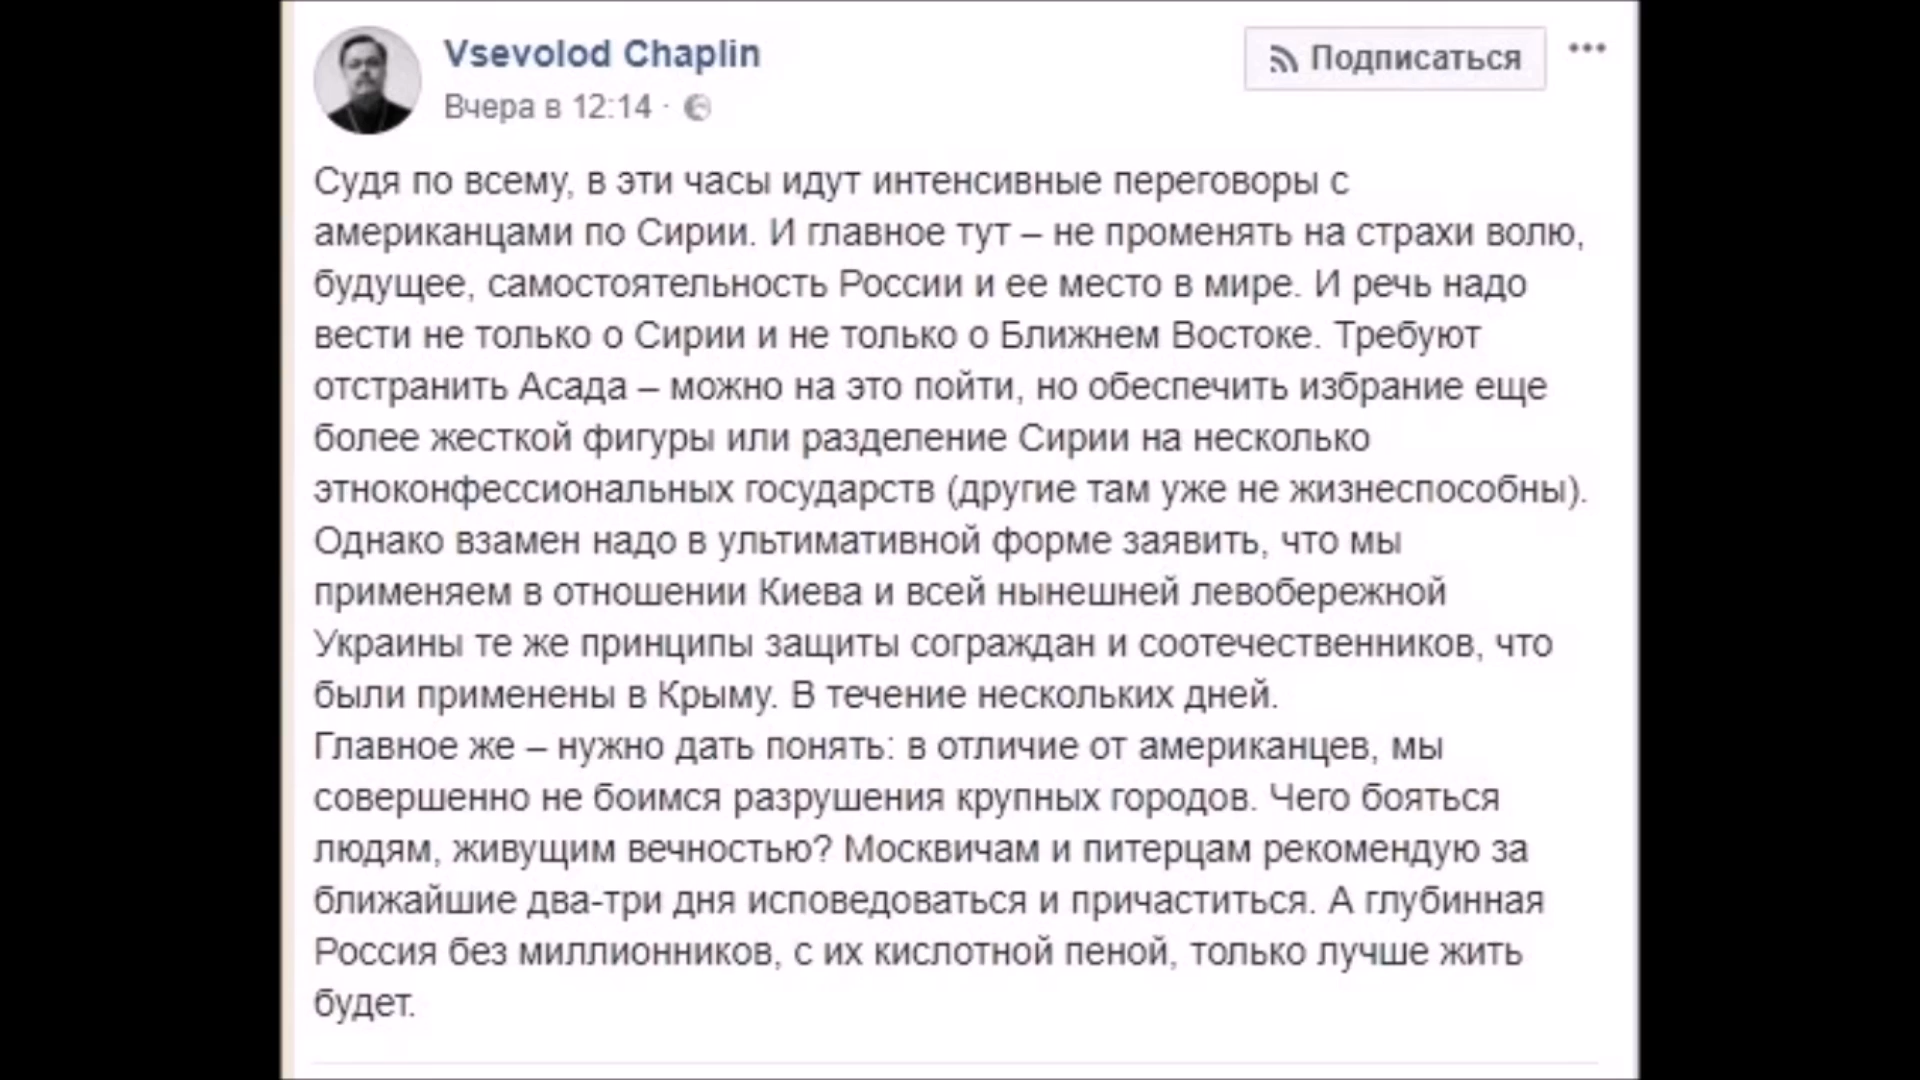 Vsevolod Chaplin
Подписаться
Вчера в 12:14 ·
Судя по всему, в эти часы идут интенсивные переговоры с
американцами по Сирии. И главное тут – не променять на страхи волю,
будущее, самостоятельность России и ее место в мире. И речь надо
вести не только о Сирии и не только о Ближнем Востоке. Требуют
отстранить Асада – можно на это пойти, но обеспечить избрание еще
более жесткой фигуры или разделение Сирии на несколько
этноконфессиональных государств (другие там уже не жизнеспособны).
Однако взамен надо в ультимативной форме заявить, что мы
применяем в отношении Киева и всей нынешней левобережной
Украины те же принципы защиты сограждан и соотечественников, что
были применены в Крыму. В течение нескольких дней.
Главное же – нужно дать понять: в отличие от американцев, мы
совершенно не боимся разрушения крупных городов. Чего бояться
людям, живущим вечностью? Москвичам и питерцам рекомендую за
ближайшие два-три дня исповедоваться и причаститься. А глубинная
Россия без миллионников, с их кислотной пеной, только лучше жить
будет.